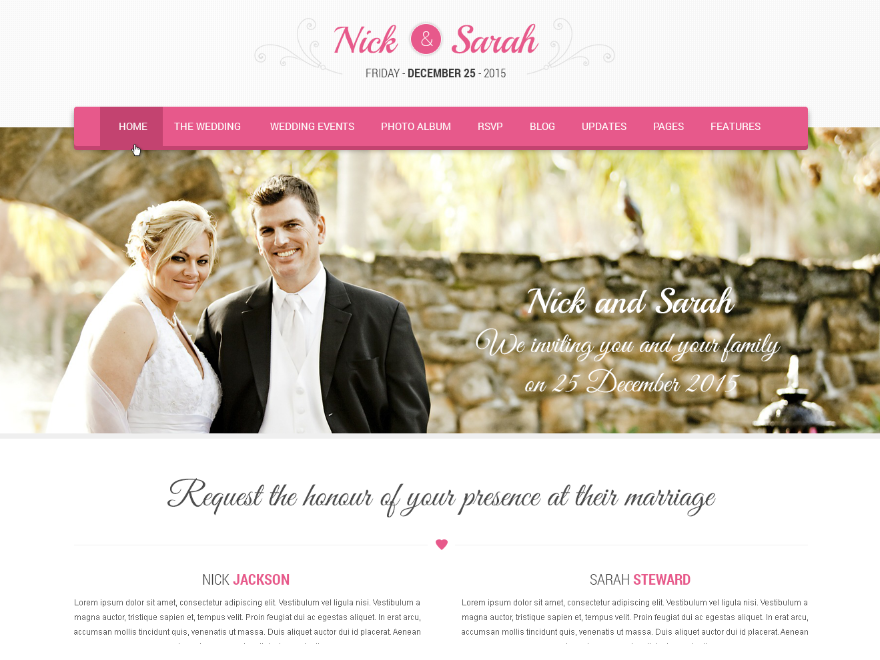 Nick & Sarah
FRIDAY - DECEMBER 25 - 2015
HOME THE WEDDING WEDDING EVENTS PHOTO ALBUM RSVP BLOG UPDATES PAGES FEATURES
Nick and Sarah
We inviting you and your family
on 25 December 2015
Request the honour of your presence at their marriage
NICK JACKSON
Lorem ipsum dolor sit amet, consectetur adipiscing elit. Vestibulum vel ligula nisi. Vestibulum a
magna auctor, tristique sapien et, tempus velit. Proin feugiat dui ac egestas aliquet. In erat arcu,
accumsan mollis tincidunt quis, venenatis ut massa. Duis aliquet auctor dui id placerat. Aenean
SARAH STEWARD
Lorem ipsum dolor sit amet, consectetur adipiscing elit. Vestibulum vel ligula nisi. Vestibulum a
magna auctor, tristique sapien et, tempus velit. Proin feugiat dui ac egestas aliquet. In erat arcu,
accumsan mollis tincidunt quis, venenatis ut massa. Duis aliquet auctor dui id placerat. Aenean